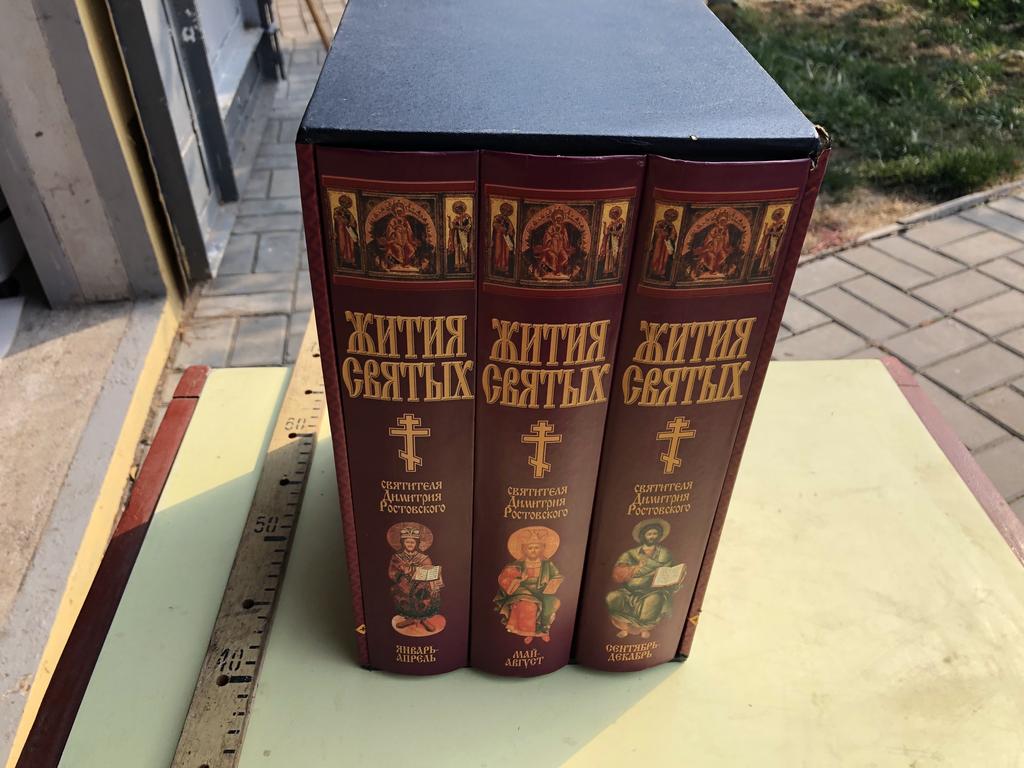 ЖИТИЯ
СВЯТЫХ
СВЯТИТЕЛЯ
Димитрия
Ростовского
ЯНВАРЬ-
АПРЕЛЬ
ЖИТИЯ
СВЯТЫХ
СВЯТИТЕЛЯ
Димитрия
Ростовского
МАЙ-
АВГУСТ
ЖИТИЯ
СВЯТЫХ
СВЯТИТЕЛЯ
Димитрия
Ростовского
СЕНТЯБРЬ-
ДЕКАБРЬ
60
50
40